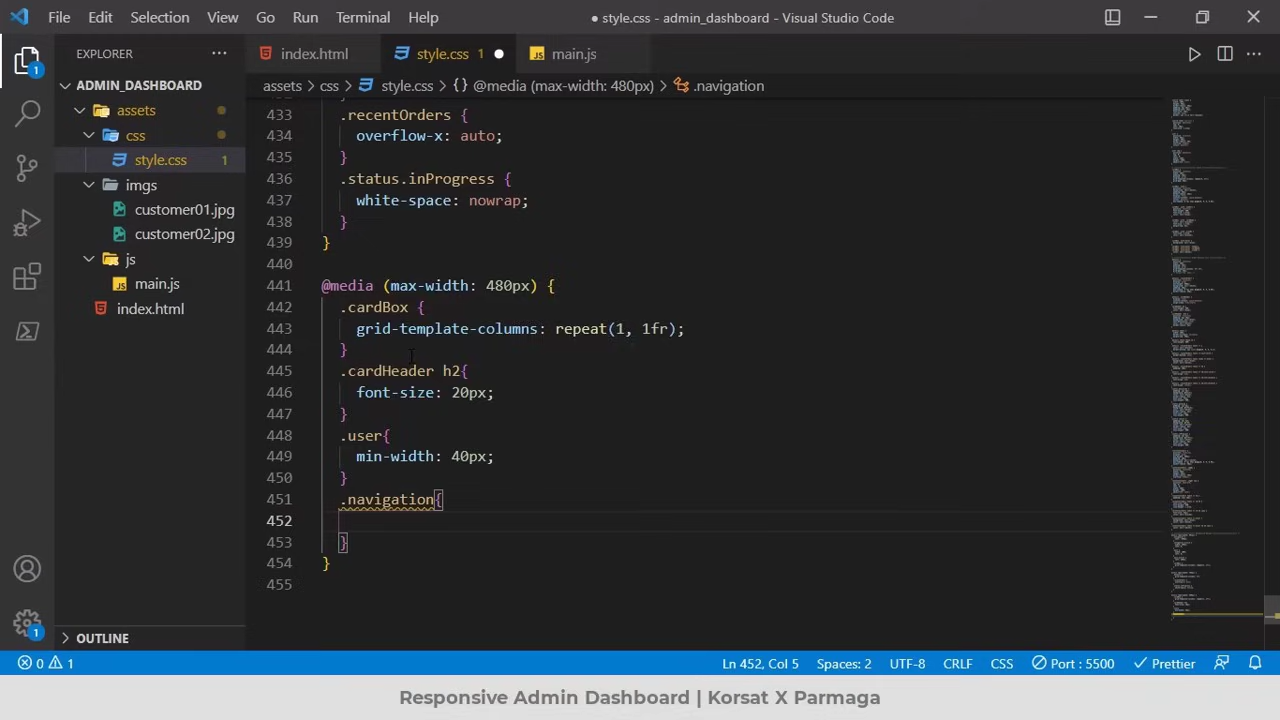 File Edit Selection View Go Run Terminal Help
● style.css - admin_dashboard - Visual Studio Code
EXPLORER
index.html
style.css 1
main.js
assets > css > style.css > {} @media (max-width: 480px) > .navigation
ADMIN_DASHBOARD
assets
css
style.css 1
imgs
customer01.jpg
customer02.jpg
js
main.js
index.html
OUTLINE
433 .recentOrders {
434 overflow-x: auto;
435 }
436 .status.inProgress {
437 white-space: nowrap;
438 }
439 }
440
441 @media (max-width: 480px) {
442 .cardBox {
443 grid-template-columns: repeat(1, 1fr);
444 }
445 .cardHeader h2{
446 font-size: 20px;
447 }
448 .user{
449 min-width: 40px;
450 }
451 .navigation{
452
453 }
454 }
455
1
1
0 1 Ln 452, Col 5 Spaces: 2 UTF-8 CRLF CSS Port : 5500 Prettier
Responsive Admin Dashboard | Korsat X Parmaga